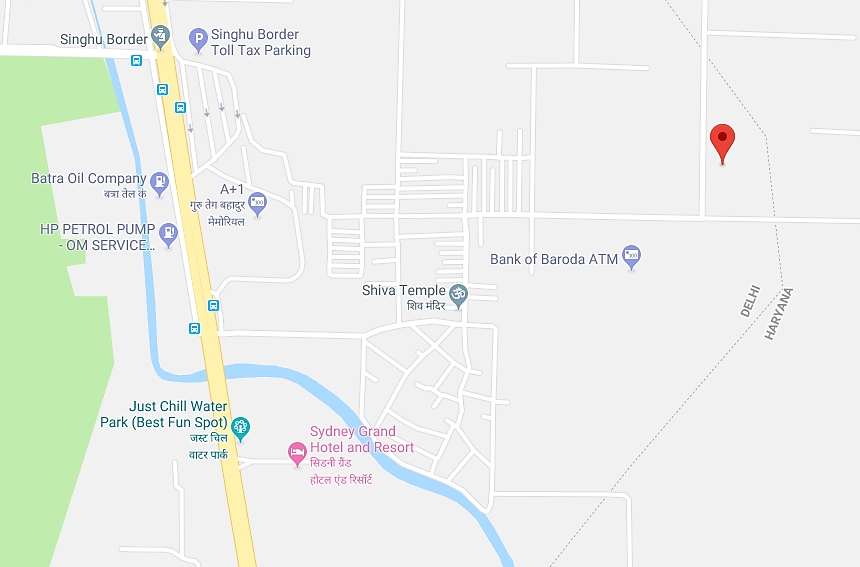 Singhu Border
P
Singhu Border
Toll Tax Parking
Batra Oil Company
बत्रा तेल कं
A+1
गुरु तेग बहादुर
मेमोरियल
HP PETROL PUMP
- OM SERVICE...
Bank of Baroda ATM
Shiva Temple
शिव मंदिर
DELHI
HARYANA
Just Chill Water
Park (Best Fun Spot)
जस्ट चिल
वाटर पार्क
Sydney Grand
Hotel and Resort
सिडनी ग्रैंड
होटल एंड रिसॉर्ट